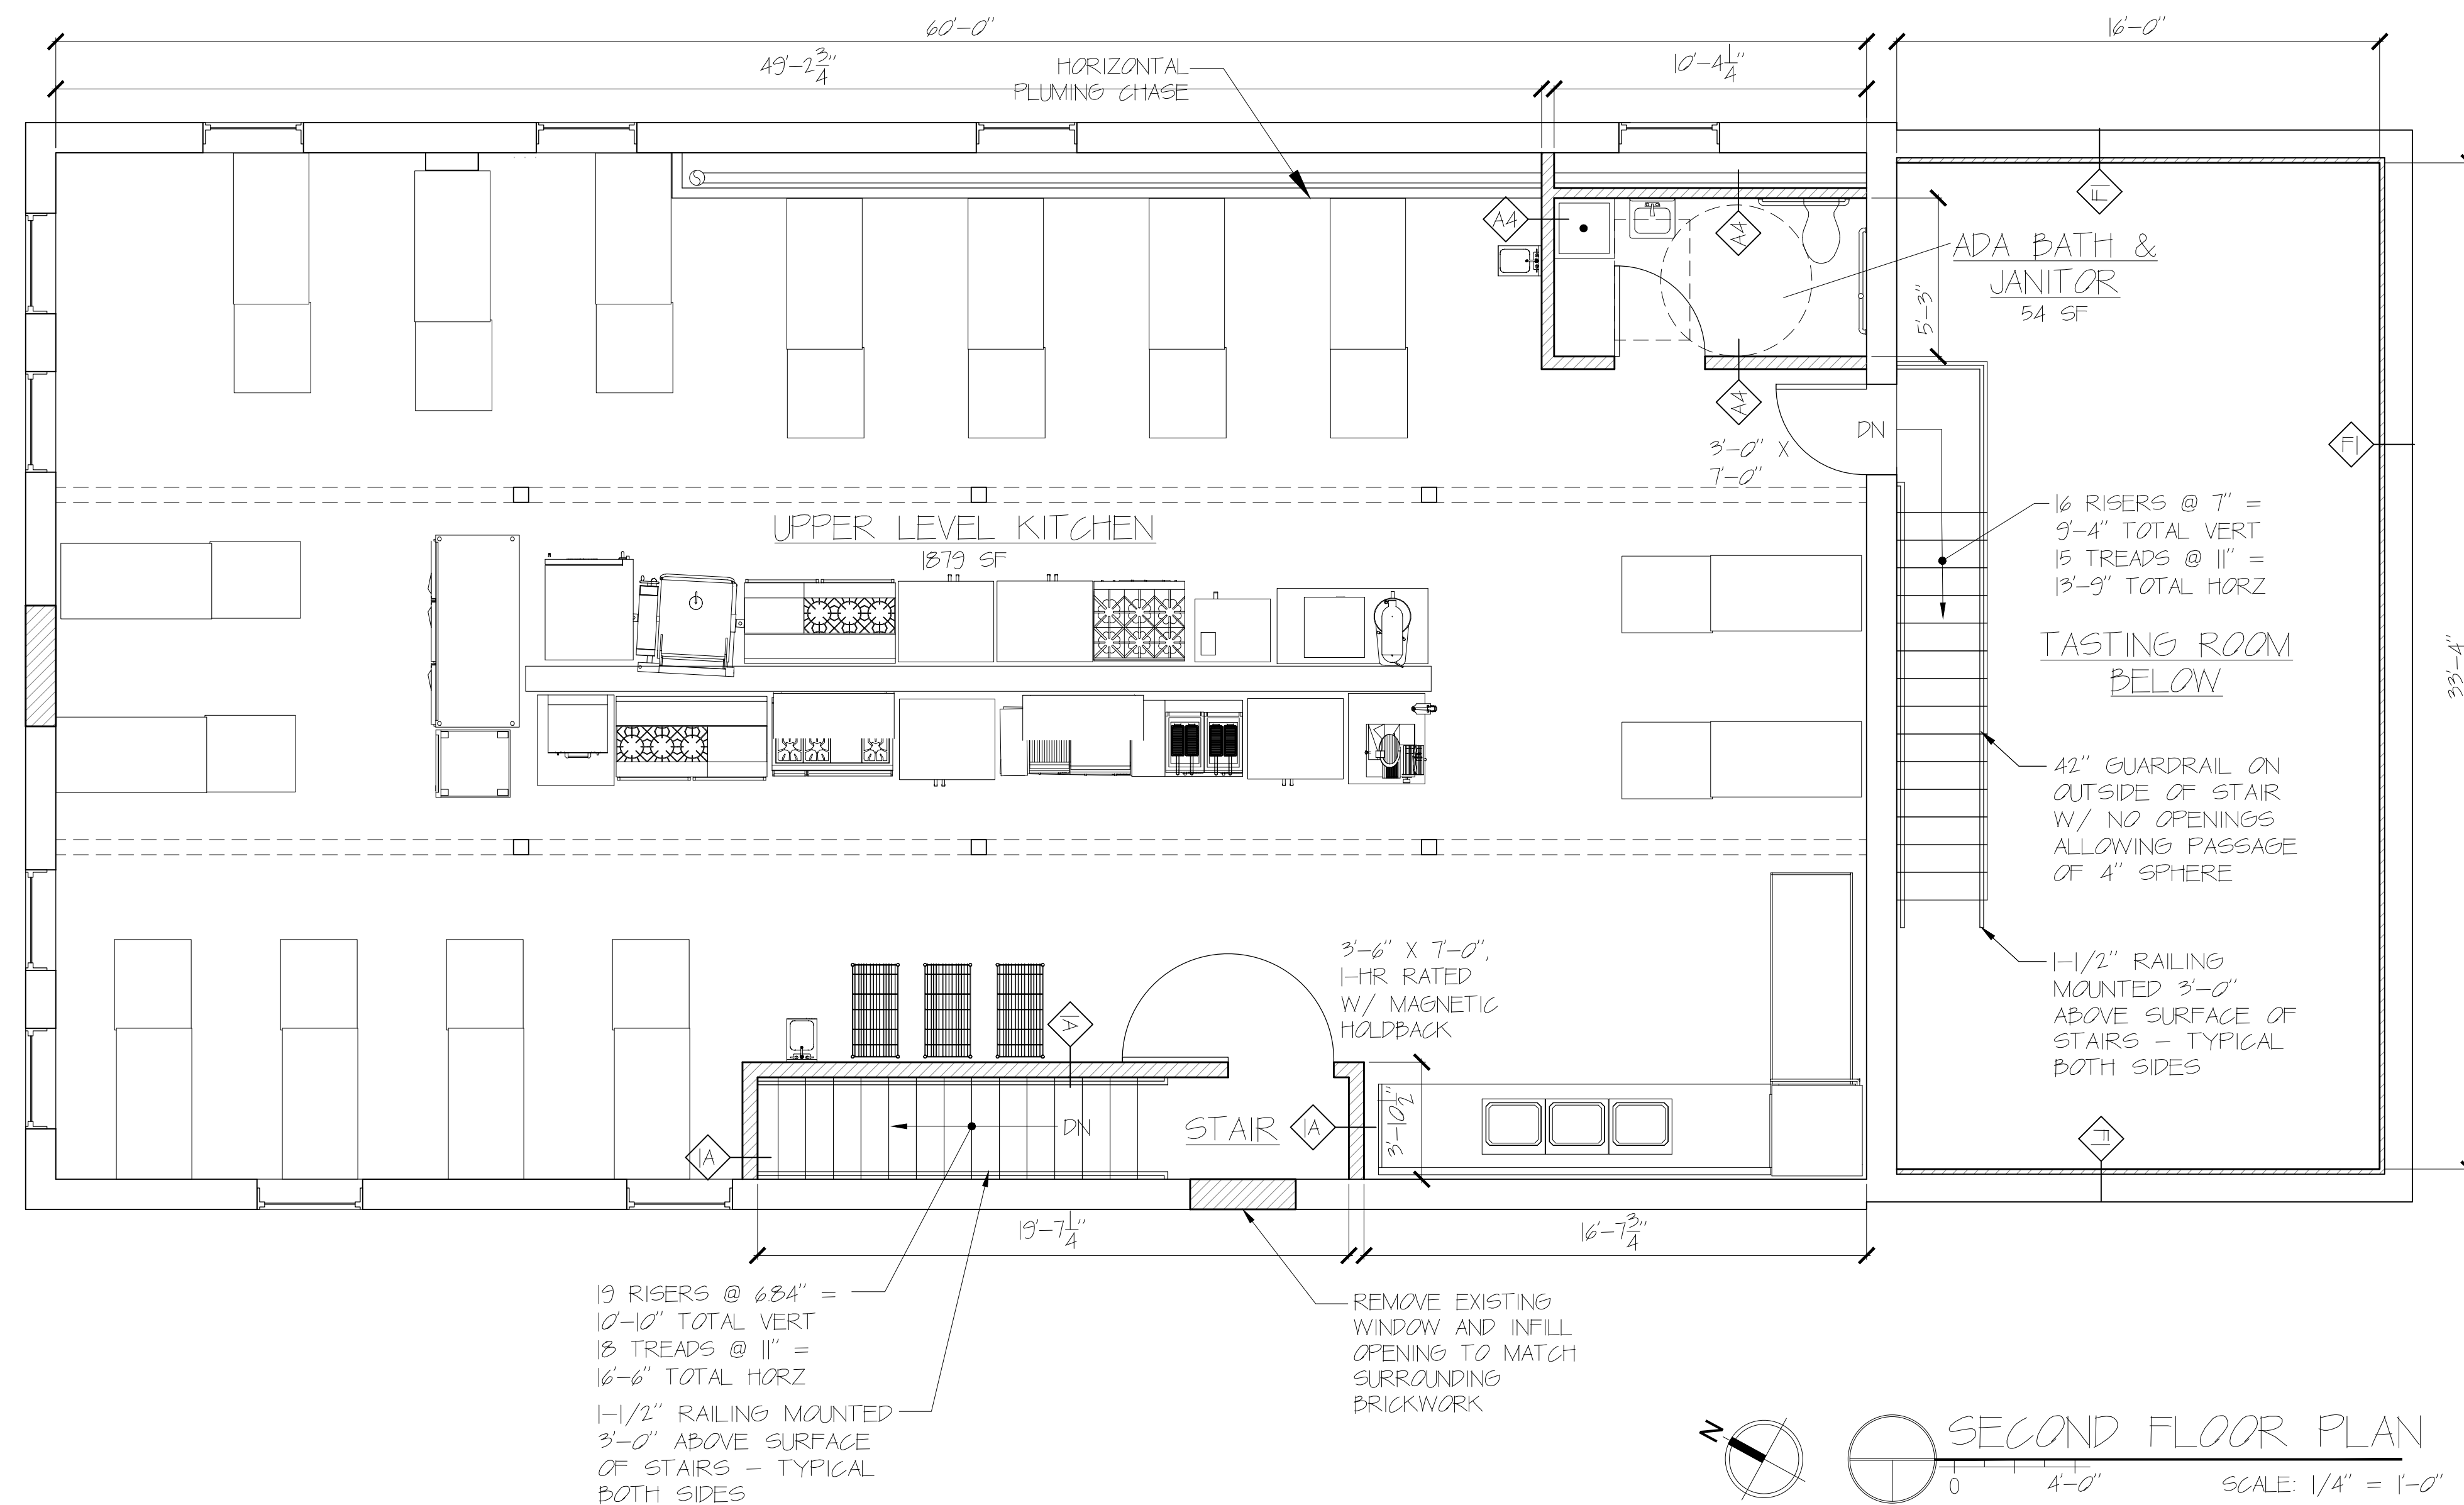 60'-0"
16'-0"
49'-2 3/4"
HORIZONTAL
PLUMING CHASE
10'-4 1/4"
F1
A4
A4
ADA BATH &
JANITOR
54 SF
5'-3"
A4
3'-0" X
7'-0"
DN
F1
16 RISERS @ 7" =
9'-4" TOTAL VERT
15 TREADS @ 11" =
13'-9" TOTAL HORZ
UPPER LEVEL KITCHEN
1879 SF
TASTING ROOM
BELOW
33'-4"
42" GUARDRAIL ON
OUTSIDE OF STAIR
W/ NO OPENINGS
ALLOWING PASSAGE
OF 4" SPHERE
3'-6" X 7'-0",
1-HR RATED
W/ MAGNETIC
HOLDBACK
1-1/2" RAILING
MOUNTED 3'-0"
ABOVE SURFACE OF
STAIRS - TYPICAL
BOTH SIDES
1A
DN
STAIR
1A
3'-10 1/2"
1A
F1
19'-7 1/4"
16'-7 3/4"
19 RISERS @ 6.84" =
10'-10" TOTAL VERT
18 TREADS @ 11" =
16'-6" TOTAL HORZ
1-1/2" RAILING MOUNTED
3'-0" ABOVE SURFACE
OF STAIRS - TYPICAL
BOTH SIDES
REMOVE EXISTING
WINDOW AND INFILL
OPENING TO MATCH
SURROUNDING
BRICKWORK
N
SECOND FLOOR PLAN
0 4'-0" SCALE: 1/4" = 1'-0"